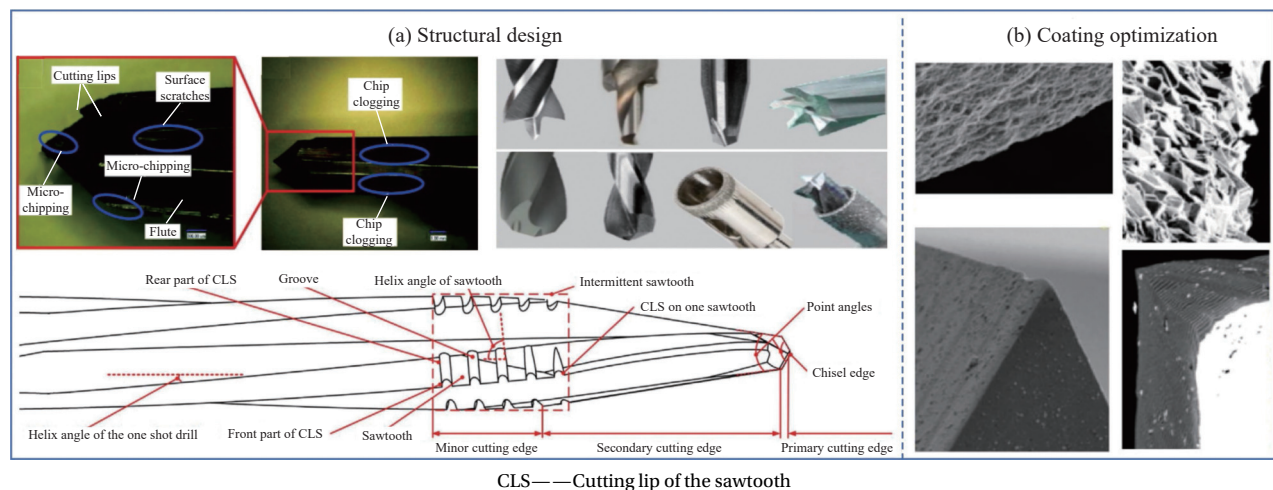 (a) Structural design
(b) Coating optimization
Cutting lips
Surface
scratches
Micro-chipping
Micro-
chipping
Flute
Chip
clogging
Chip
clogging
Rear part of CLS
Groove
Helix angle of sawtooth
Intermittent sawtooth
CLS on one sawtooth
Point angles
Chisel edge
Helix angle of the one shot drill
Front part of CLS
Sawtooth
Minor cutting edge
Secondary cutting edge
Primary cutting edge
CLS——Cutting lip of the sawtooth